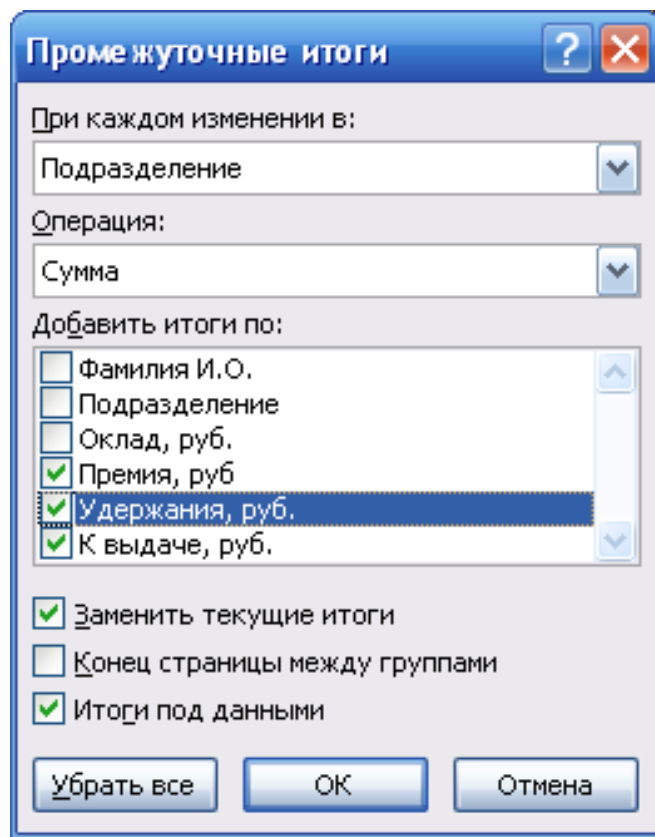 Промежуточные итоги
При каждом изменении в:
Подразделение
Операция:
Сумма
Добавить итоги по:
Фамилия И.О.
Подразделение
Оклад, руб.
Премия, руб
Удержания, руб.
К выдаче, руб.
Заменить текущие итоги
Конец страницы между группами
Итоги под данными
Убрать все ОК Отмена